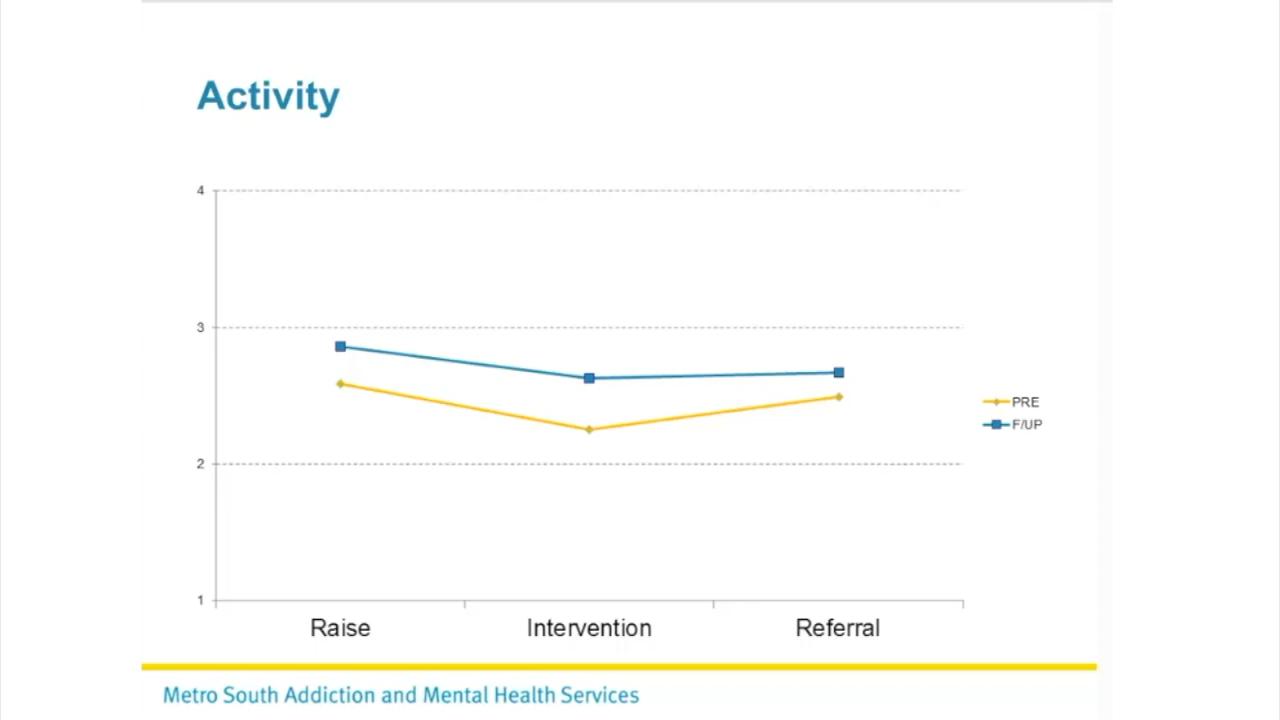 Activity
4
3
2
1
Raise Intervention Referral
PRE
F/UP
Metro South Addiction and Mental Health Services